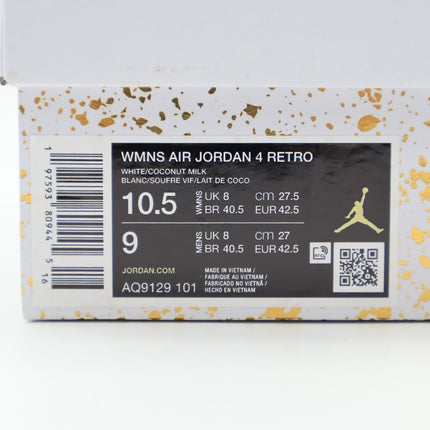 WMNS AIR JORDAN 4 RETRO
WHITE/COCONUT MILK
BLANC/SOUFRE VIF/LAIT DE COCO
10.5 WMNS UK 8 CM 27.5
BR 40.5 EUR 42.5
9 MENS UK 8 CM 27
BR 40.5 EUR 42.5
JORDAN.COM
AQ9129 101
MADE IN VIETNAM /
FABRIQUÉ AU VIETNAM /
FABRICADO NO VIETNÃ /
HECHO EN VIETNAM
1 97593 80944 5 16